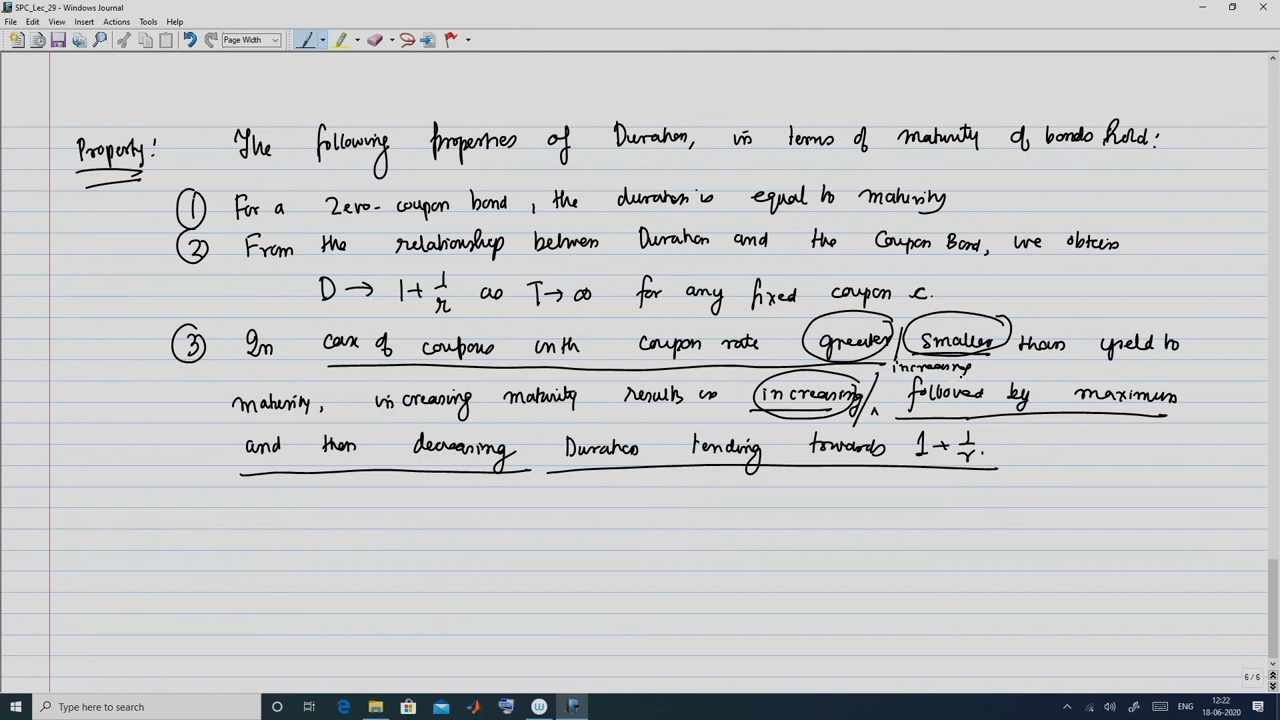 SPC_Lec_29 - Windows Journal
File Edit View Insert Actions Tools Help
Page Width
Property: The following properties of Duration, in terms of maturity of bonds hold:
① For a Zero-coupon bond, the duration is equal to maturity
② From the relationship between Duration and the Coupon Bond, we obtain
D → 1 + 1/r as T → ∞ for any fixed coupon c.
③ In case of coupons with coupon rate greater / smaller than yield to
maturity, increasing maturity results in increasing / ^ increasing followed by maximum
and then decreasing Duration tending towards 1 + 1/r.
6 / 6
Type here to search
ENG
12:22
18-06-2020